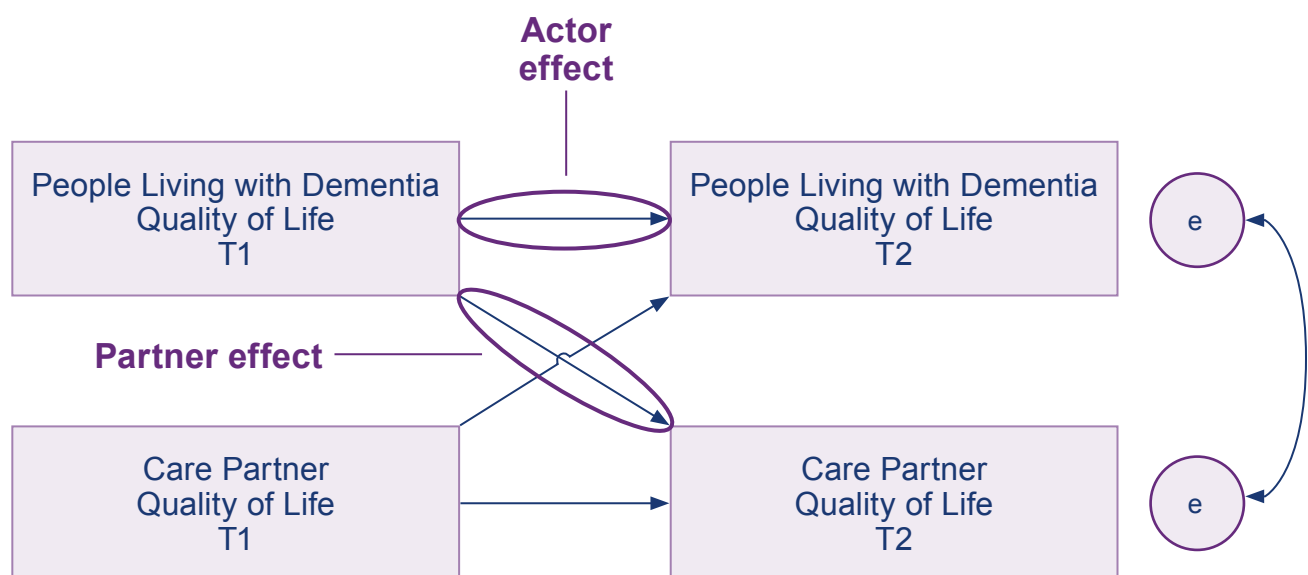 Actor
effect
People Living with Dementia
Quality of Life
T1
People Living with Dementia
Quality of Life
T2
e
Partner effect
Care Partner
Quality of Life
T1
Care Partner
Quality of Life
T2
e